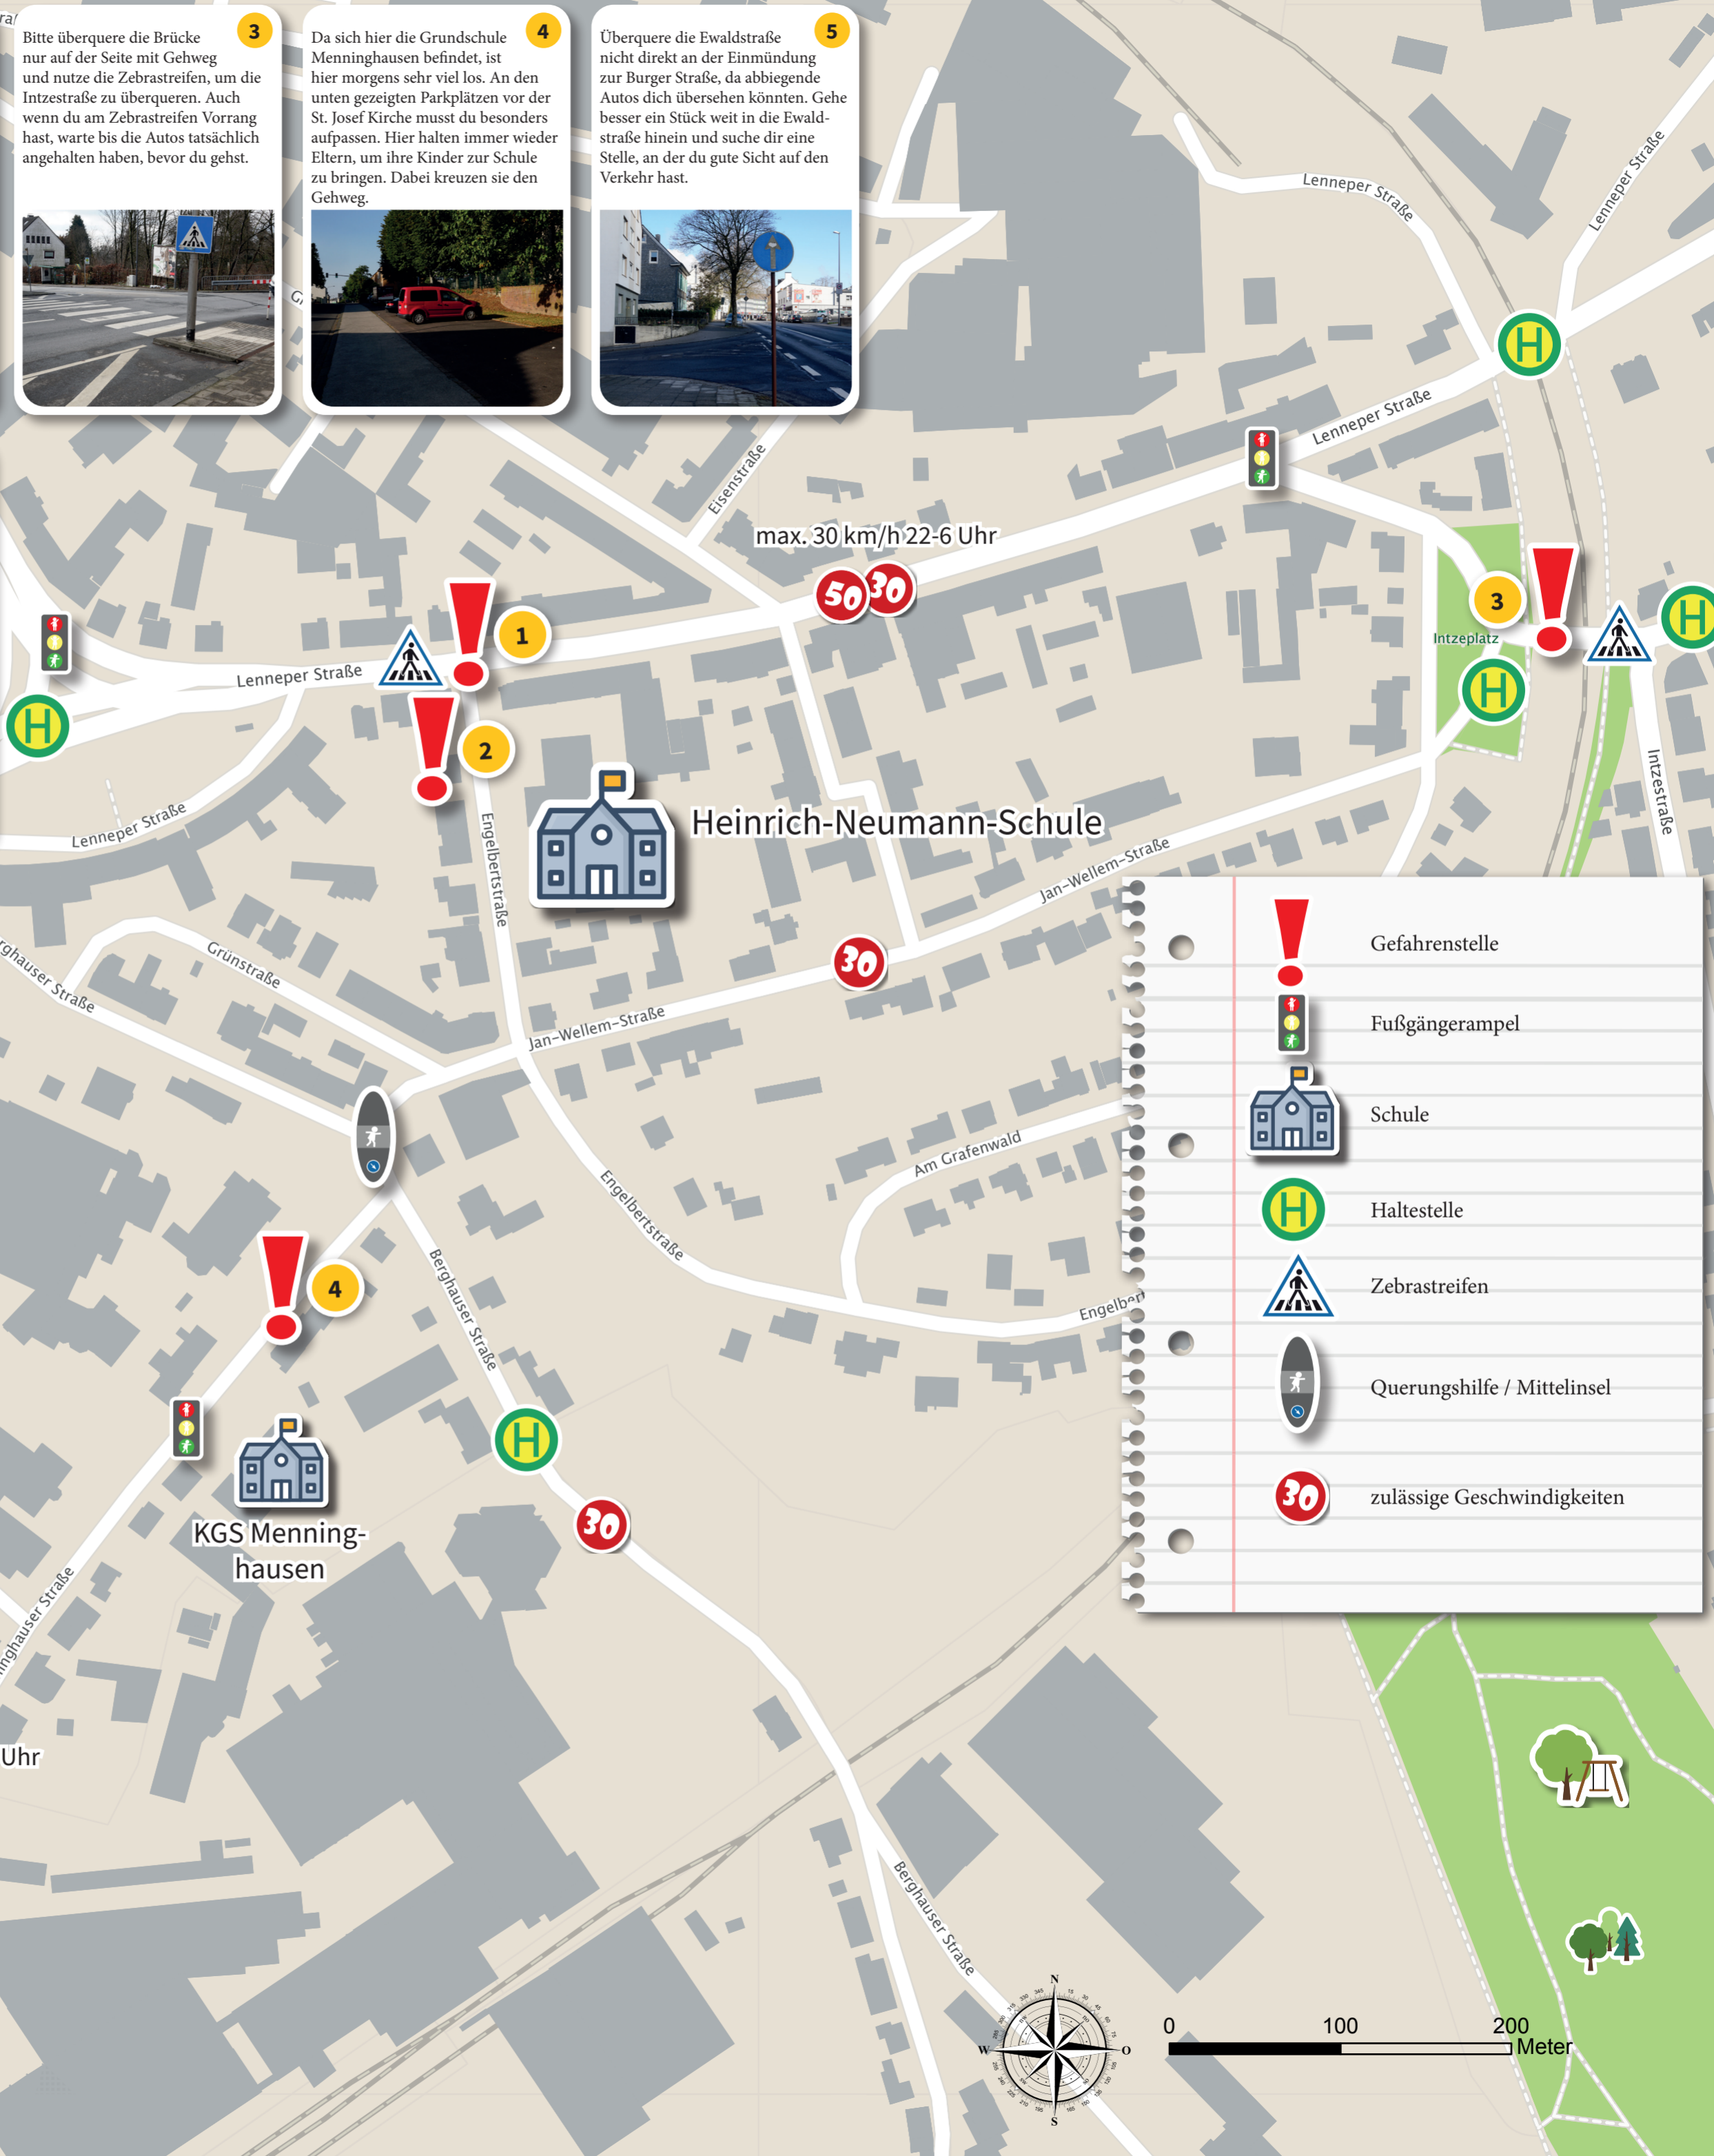 3
Bitte überquere die Brücke
nur auf der Seite mit Gehweg
und nutze die Zebrastreifen, um die
Intzestraße zu überqueren. Auch
wenn du am Zebrastreifen Vorrang
hast, warte bis die Autos tatsächlich
angehalten haben, bevor du gehst.
4
Da sich hier die Grundschule
Menninghausen befindet, ist
hier morgens sehr viel los. An den
unten gezeigten Parkplätzen vor der
St. Josef Kirche musst du besonders
aufpassen. Hier halten immer wieder
Eltern, um ihre Kinder zur Schule
zu bringen. Dabei kreuzen sie den
Gehweg.
5
Überquere die Ewaldstraße
nicht direkt an der Einmündung
zur Burger Straße, da abbiegende
Autos dich übersehen könnten. Gehe
besser ein Stück weit in die Ewald-
straße hinein und suche dir eine
Stelle, an der du gute Sicht auf den
Verkehr hast.
Lenneper Straße
Lenneper Straße
H
Lenneper Straße
Eisenstraße
max. 30 km/h 22-6 Uhr
50
30
1
3
Intzeplatz
H
H
Lenneper Straße
H
2
Intzestraße
Lenneper Straße
Engelbertstraße
Heinrich-Neumann-Schule
Jan-Wellem-Straße
Grünstraße
rghauser Straße
30
Jan-Wellem-Straße
Am Grafenwald
Engelbertstraße
Berghauser Straße
Engelbert
4
H
KGS Menning-
hausen
30
inghauser Straße
Uhr
Gefahrenstelle
Fußgängerampel
Schule
H
Haltestelle
Zebrastreifen
Querungshilfe / Mittelinsel
30
zulässige Geschwindigkeiten
Berghauser Straße
N
W
O
S
0
100
200
Meter